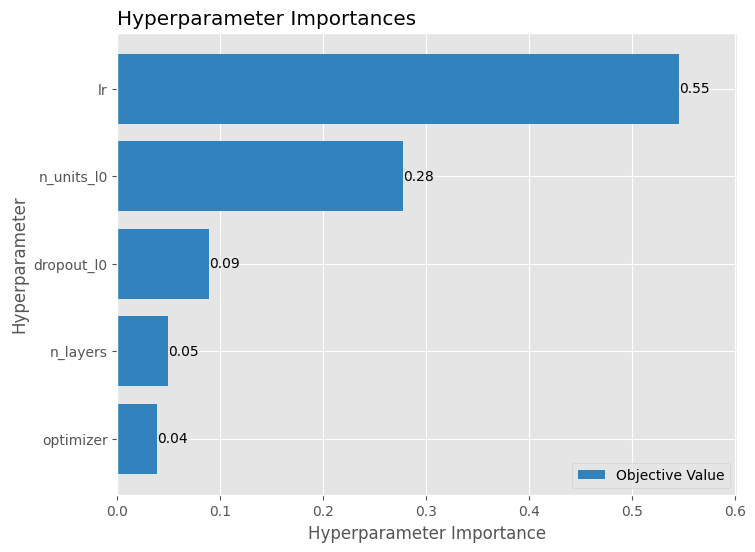 Hyperparameter Importances
Hyperparameter
lr
0.55
n_units_l0
0.28
dropout_l0
0.09
n_layers
0.05
optimizer
0.04
Objective Value
0.0 0.1 0.2 0.3 0.4 0.5 0.6
Hyperparameter Importance